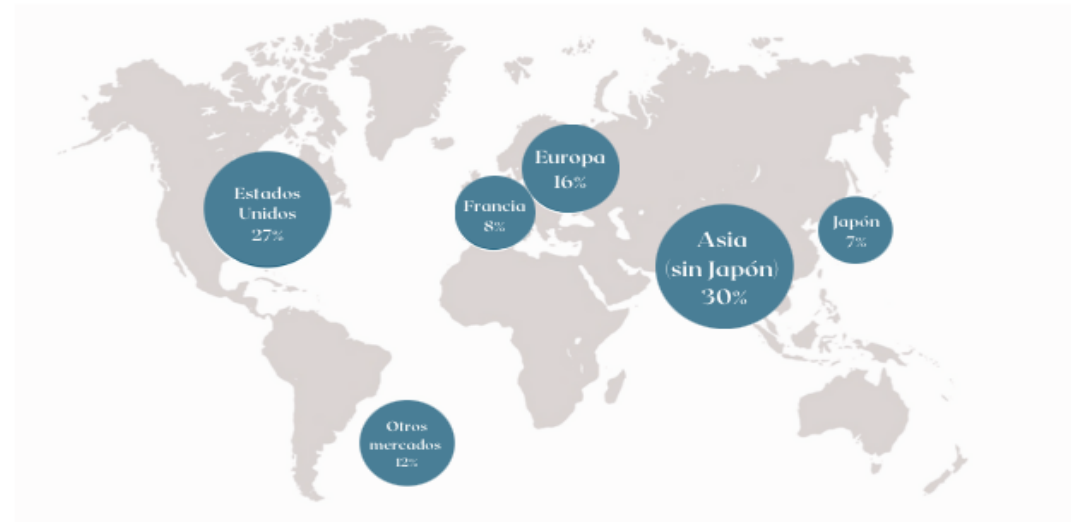 Estados
Unidos
27%
Europa
16%
Francia
8%
Asia
(sin Japón)
30%
Japón
7%
Otros
mercados
12%